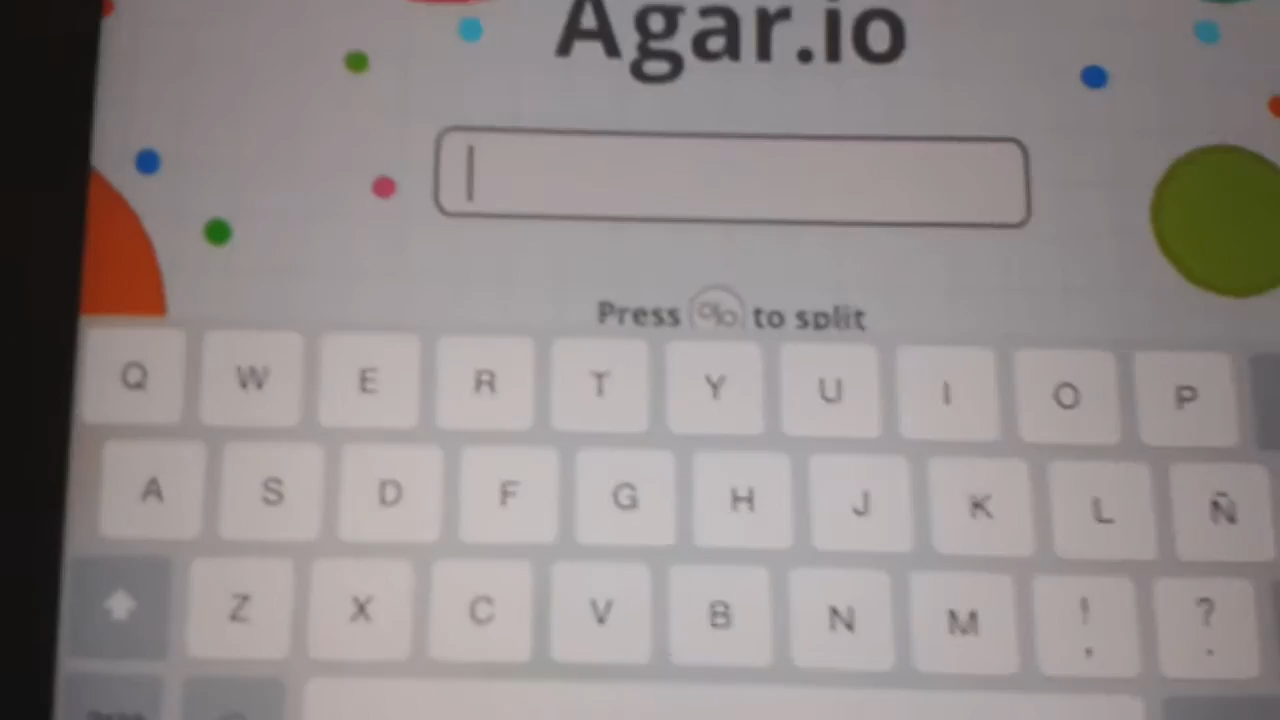 Agar.io
Press % to split
Q W E R T Y U I O P
A S D F G H J K L Ñ
Z X C V B N M ! , ? .